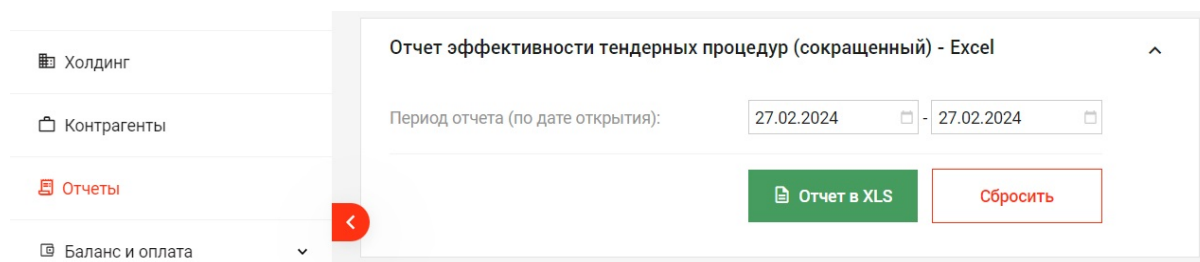 Холдинг
Контрагенты
Отчеты
Баланс и оплата
Отчет эффективности тендерных процедур (сокращенный) - Excel
Период отчета (по дате открытия): 27.02.2024 - 27.02.2024
Отчет в XLS Сбросить